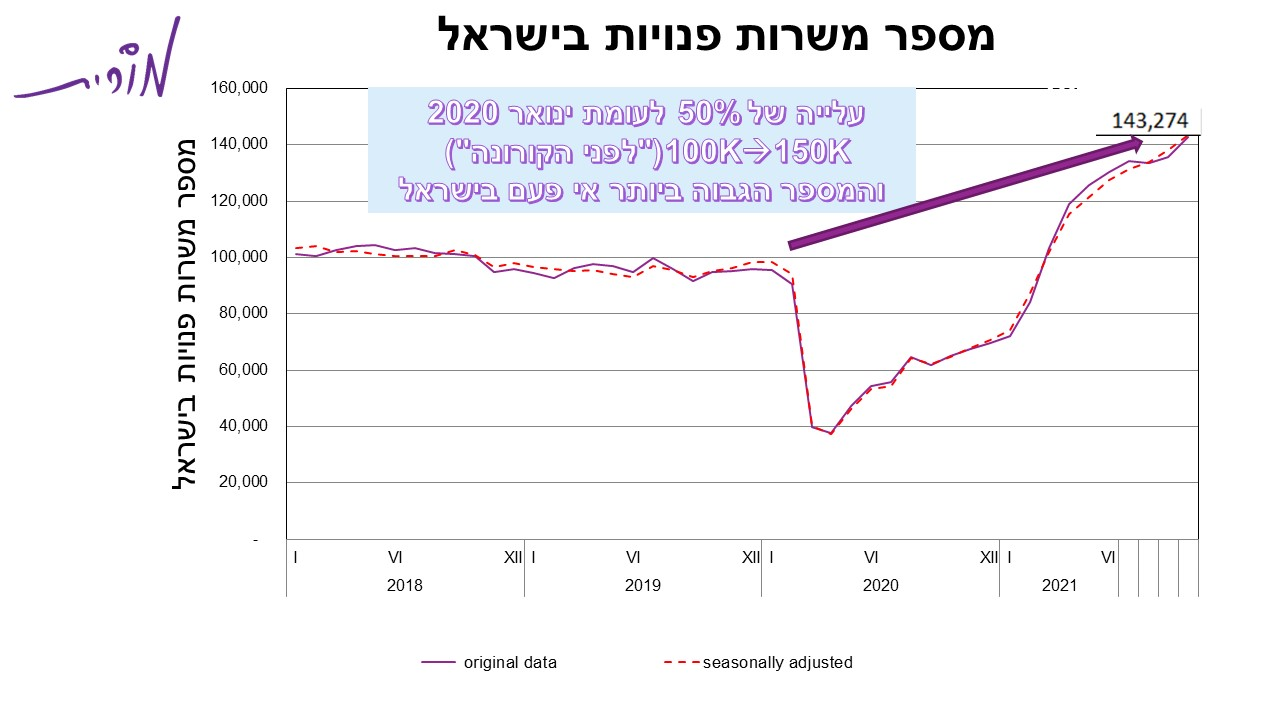 מספר משרות פנויות בישראל
מופית
160,000
עלייה של 50% לעומת ינואר 2020
100K→150K ("לפני הקורונה")
והמספר הגבוה ביותר אי פעם בישראל
143,274
140,000
120,000
100,000
80,000
60,000
40,000
20,000
-
מספר משרות פנויות בישראל
I VI XII I VI XII I VI XII I VI
2018 2019 2020 2021
original data
seasonally adjusted